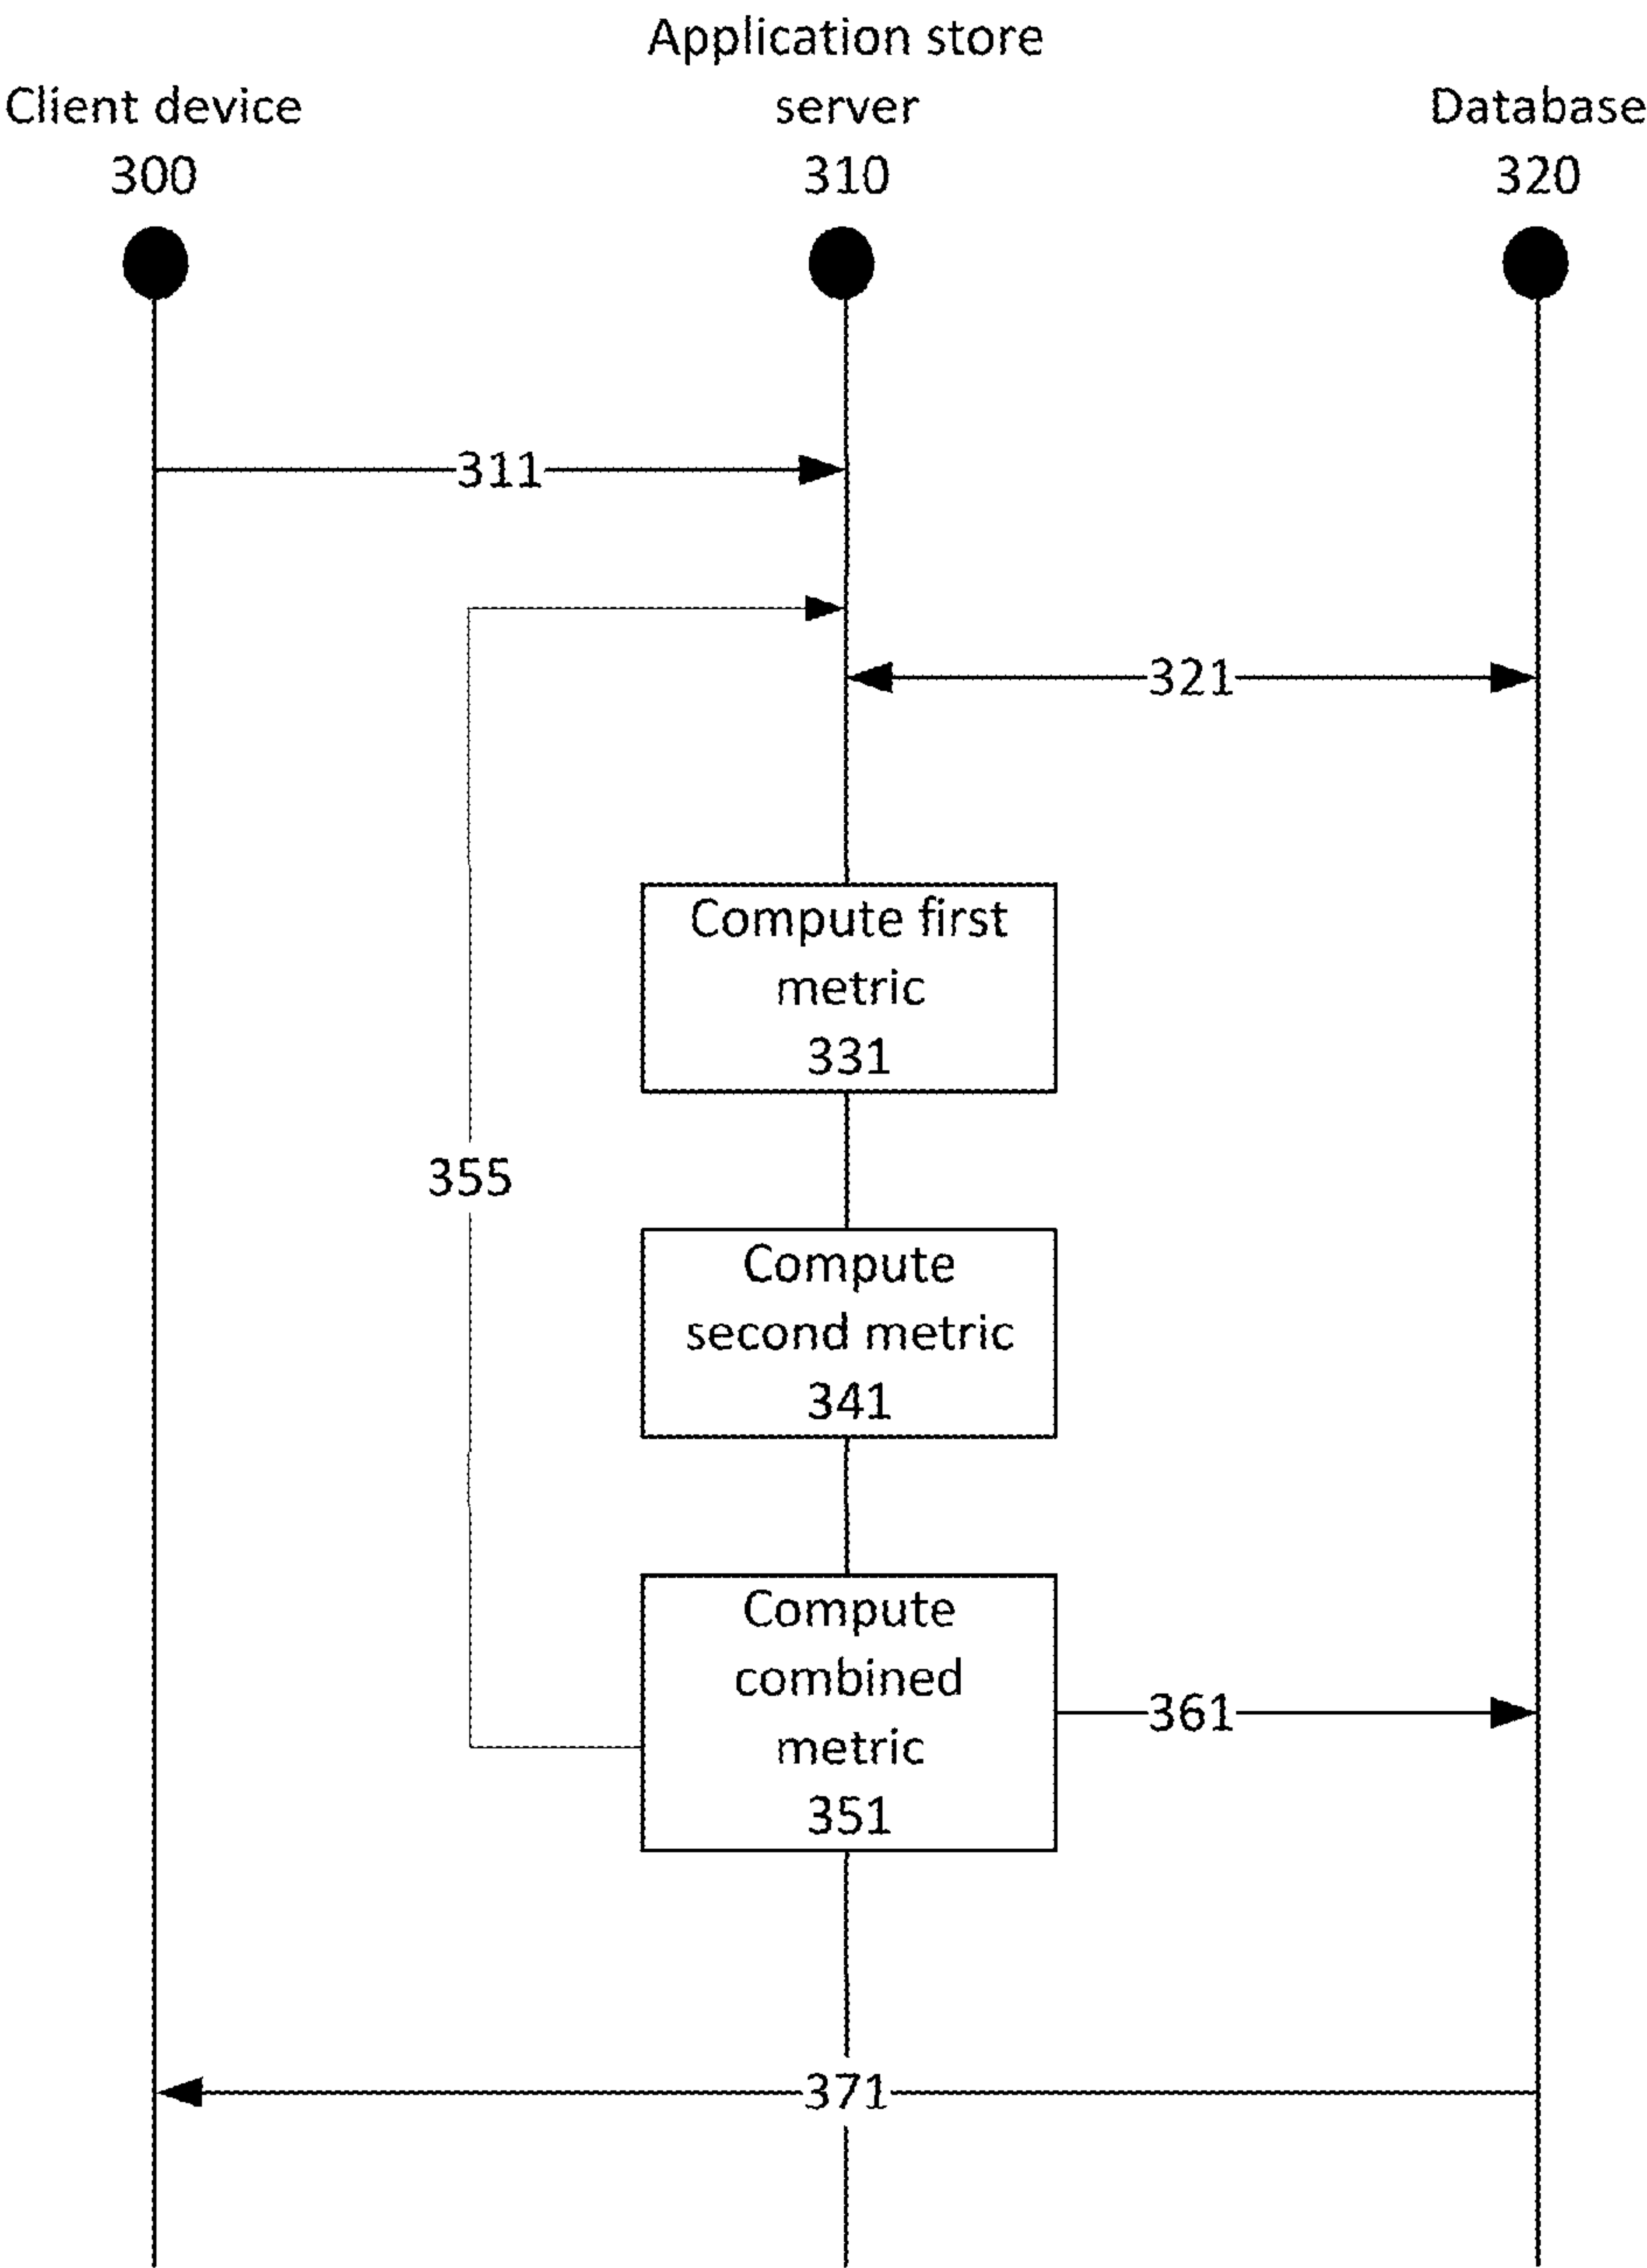 Client device
300
Application store
server
310
Database
320
311
321
Compute first
metric
331
355
Compute
second metric
341
Compute
combined
metric
351
361
371